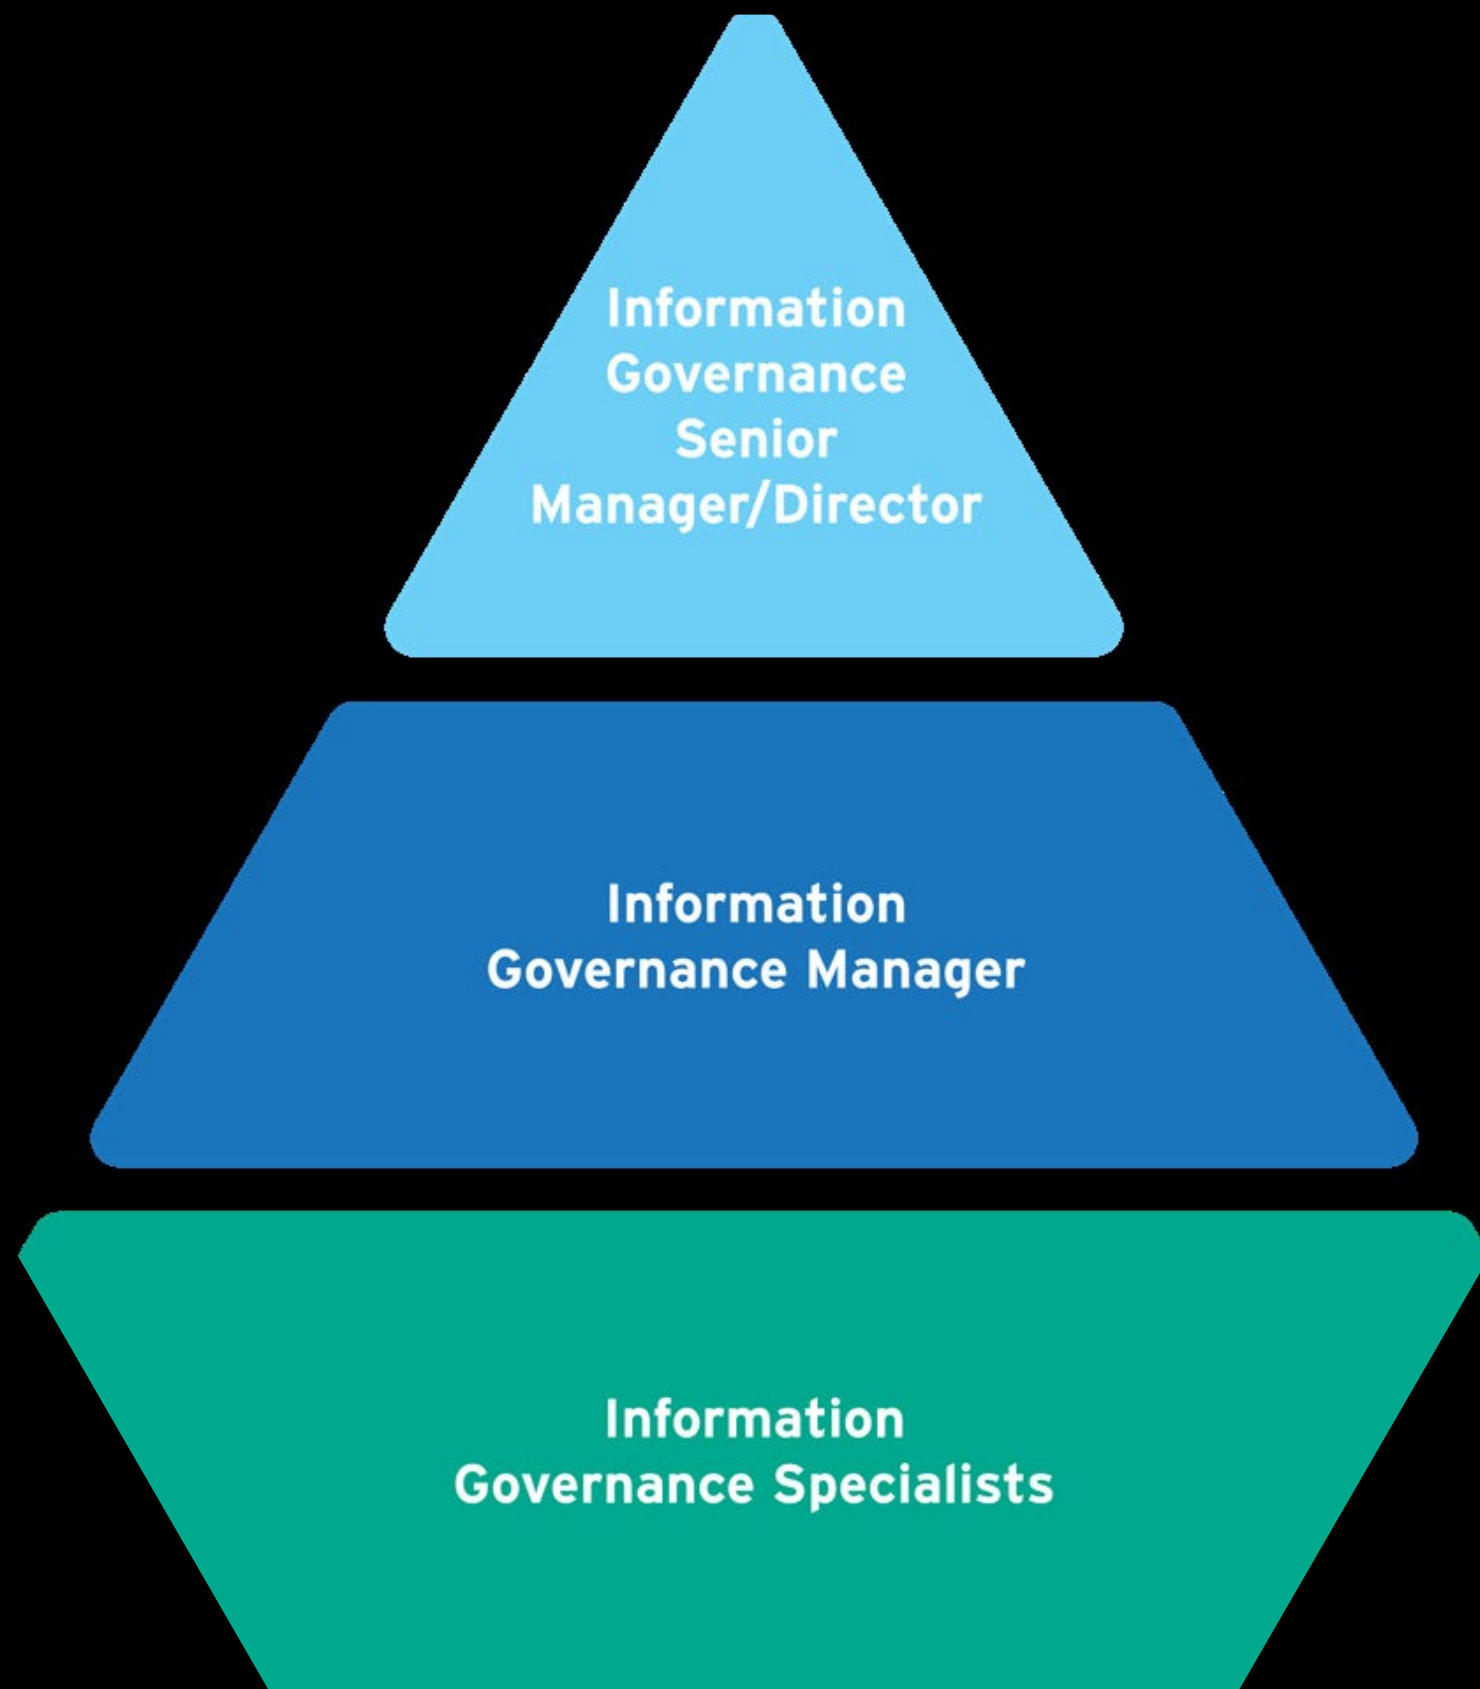 Information
Governance
Senior
Manager/Director
Information
Governance Manager
Information
Governance Specialists